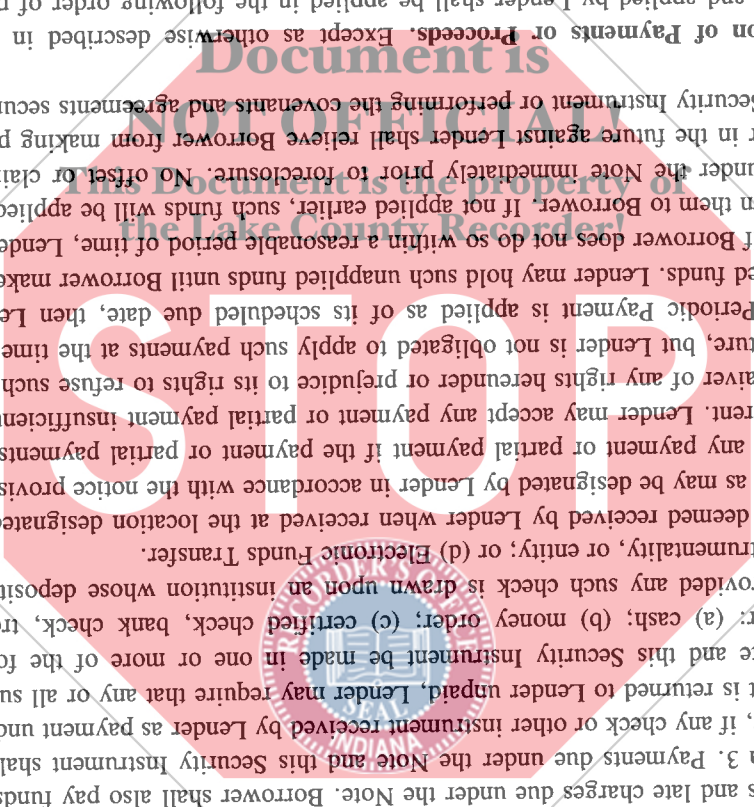 and late charges due under the Note. Borrower shall also pay funds
3. Payments due under the Note and this Security Instrument shall
, if any check or other instrument received by Lender as payment und
t is returned to Lender unpaid, Lender may require that any or all su
te and this Security Instrument be made in one or more of the fo
r: (a) cash; (b) money order; (c) certified check, bank check, tre
rovided any such check is drawn upon an institution whose deposits
trumentality, or entity; or (d) Electronic Funds Transfer.
deemed received by Lender when received at the location designated
as may be designated by Lender in accordance with the notice provis
any payment or partial payment if the payment or partial payments
rent. Lender may accept any payment or partial payment insufficient
aiver of any rights hereunder or prejudice to its rights to refuse such
ture, but Lender is not obligated to apply such payments at the time
Periodic Payment is applied as of its scheduled due date, then Le
ed funds. Lender may hold such unapplied funds until Borrower make
f Borrower does not do so within a reasonable period of time, Lende
n them to Borrower. If not applied earlier, such funds will be applied
under the Note immediately prior to foreclosure. No offset or claim
r in the future against Lender shall relieve Borrower from making p
Security Instrument or performing the covenants and agreements secur
on of Payments or Proceeds. Except as otherwise described in
and applied by Lender shall be applied in the following order of p
Document is
NOT OFFICIAL!
This Document is the property of
the Lake County Recorder!
STOP
RECORDER'S OFFICE
SEAL
INDIANA